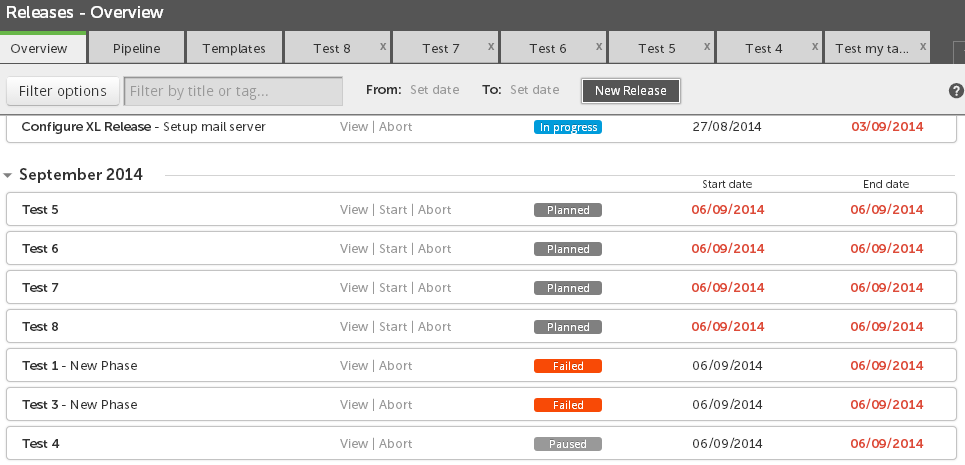 Releases - Overview
Overview Pipeline Templates Test 8 x Test 7 x Test 6 x Test 5 x Test 4 x Test my ta... x
Filter options Filter by title or tag... From: Set date To: Set date New Release ?
Configure XL Release - Setup mail server View | Abort In progress 27/08/2014 03/09/2014
September 2014
Start date End date
Test 5 View | Start | Abort Planned 06/09/2014 06/09/2014
Test 6 View | Start | Abort Planned 06/09/2014 06/09/2014
Test 7 View | Start | Abort Planned 06/09/2014 06/09/2014
Test 8 View | Start | Abort Planned 06/09/2014 06/09/2014
Test 1 - New Phase View | Abort Failed 06/09/2014 06/09/2014
Test 3 - New Phase View | Abort Failed 06/09/2014 06/09/2014
Test 4 View | Abort Paused 06/09/2014 06/09/2014